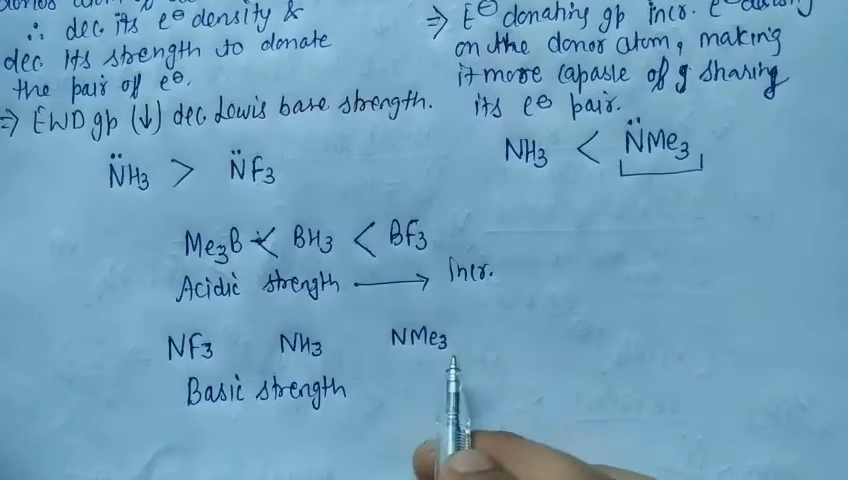 ∴ dec. its e⊖ density &
dec. its strength to donate
the pair of e⊖.
⇒ EWD gp (↓) dec. Lewis base strength.
N̈H3 > N̈F3
⇒ E⊖ donating gp incr. e⊖
on the donor atom, making
it more capable of g sharing
its e⊖ pair.
NH3 < N̈Me3
Me3B < BH3 < BF3
Acidic strength ⟶ Incr.
NF3 NH3 NMe3
Basic strength